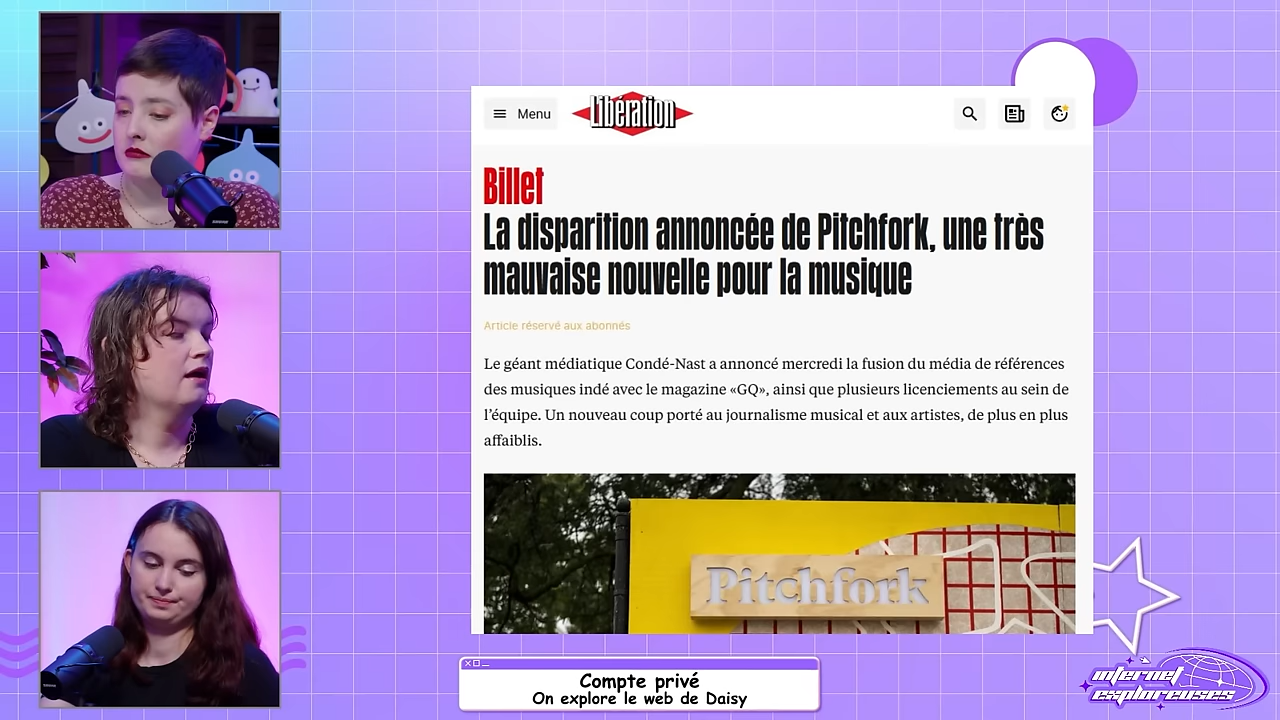 Menu
Libération
Billet
La disparition annoncée de Pitchfork, une très
mauvaise nouvelle pour la musique
Article réservé aux abonnés
Le géant médiatique Condé-Nast a annoncé mercredi la fusion du média de références
des musiques indé avec le magazine «GQ», ainsi que plusieurs licenciements au sein de
l’équipe. Un nouveau coup porté au journalisme musical et aux artistes, de plus en plus
affaiblis.
Pitchfork
Compte privé
On explore le web de Daisy
internet
exploreuses